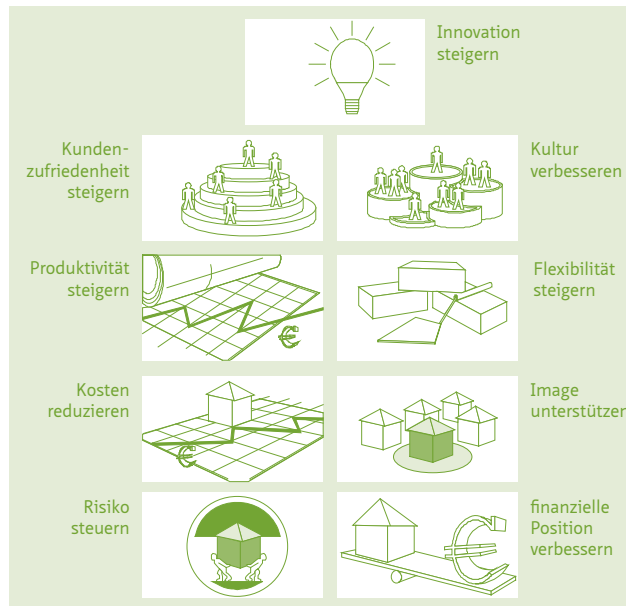 Innovation
steigern
Kunden-
zufriedenheit
steigern
Kultur
verbesseren
Produktivität
steigern
Flexibilität
steigern
Kosten
reduzieren
Image
unterstützen
Risiko
steuern
finanzielle
Position
verbessern